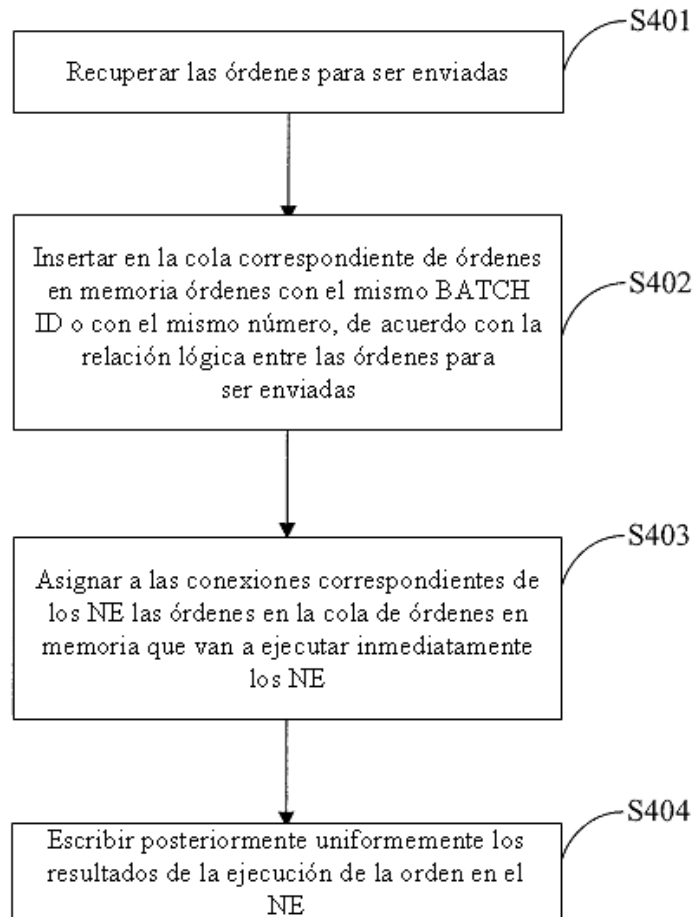 S401
Recuperar las órdenes para ser enviadas
S402
Insertar en la cola correspondiente de órdenes
en memoria órdenes con el mismo BATCH
ID o con el mismo número, de acuerdo con la
relación lógica entre las órdenes para
ser enviadas
S403
Asignar a las conexiones correspondientes de
los NE las órdenes en la cola de órdenes en
memoria que van a ejecutar inmediatamente
los NE
S404
Escribir posteriormente uniformemente los
resultados de la ejecución de la orden en el
NE